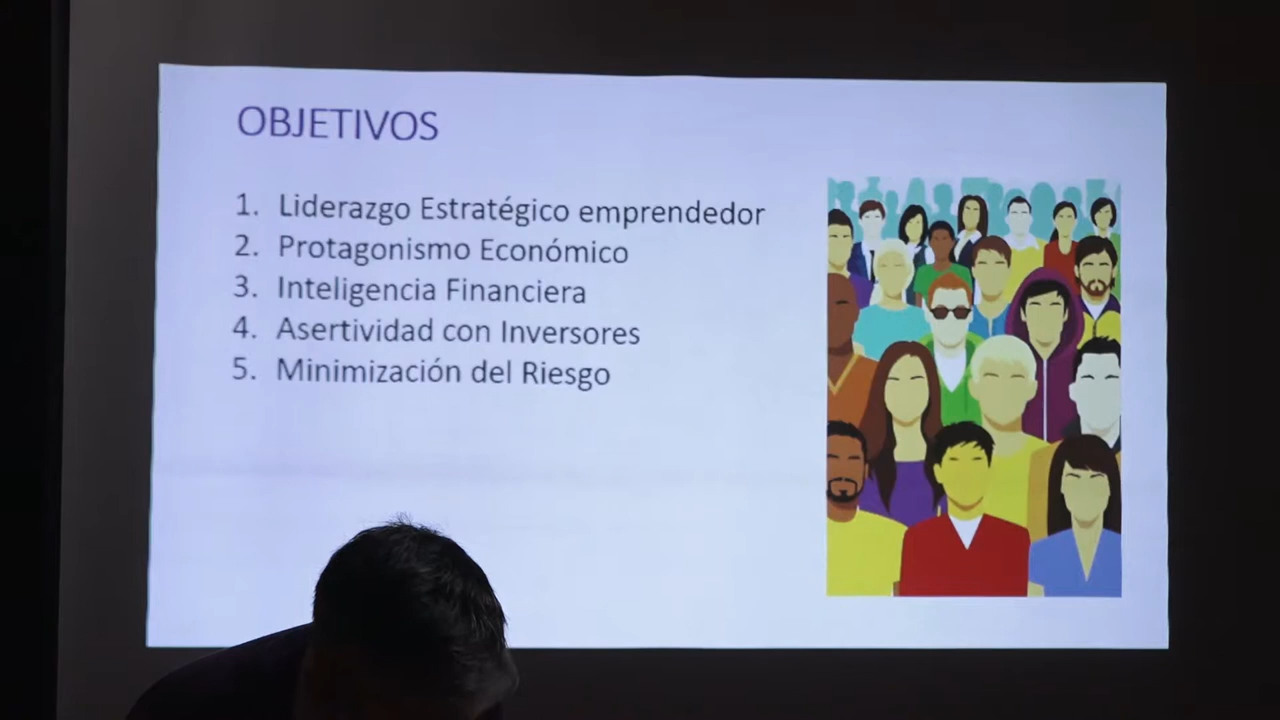 OBJETIVOS
1. Liderazgo Estratégico emprendedor
2. Protagonismo Económico
3. Inteligencia Financiera
4. Asertividad con Inversores
5. Minimización del Riesgo